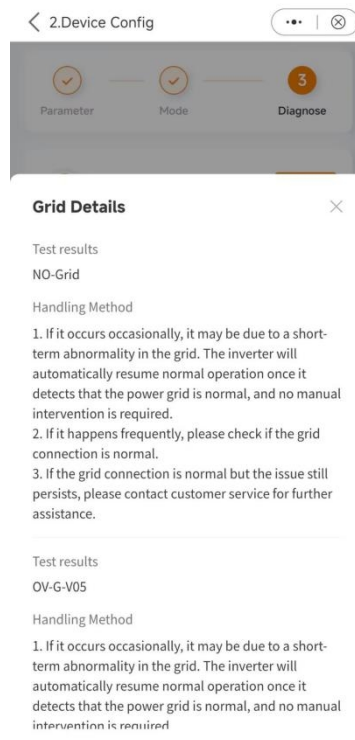 2.Device Config
3
Parameter
Mode
Diagnose
Grid Details
Test results
NO-Grid
Handling Method
1. If it occurs occasionally, it may be due to a short-
term abnormality in the grid. The inverter will
automatically resume normal operation once it
detects that the power grid is normal, and no manual
intervention is required.
2. If it happens frequently, please check if the grid
connection is normal.
3. If the grid connection is normal but the issue still
persists, please contact customer service for further
assistance.
Test results
OV-G-V05
Handling Method
1. If it occurs occasionally, it may be due to a short-
term abnormality in the grid. The inverter will
automatically resume normal operation once it
detects that the power grid is normal, and no manual
intervention is required